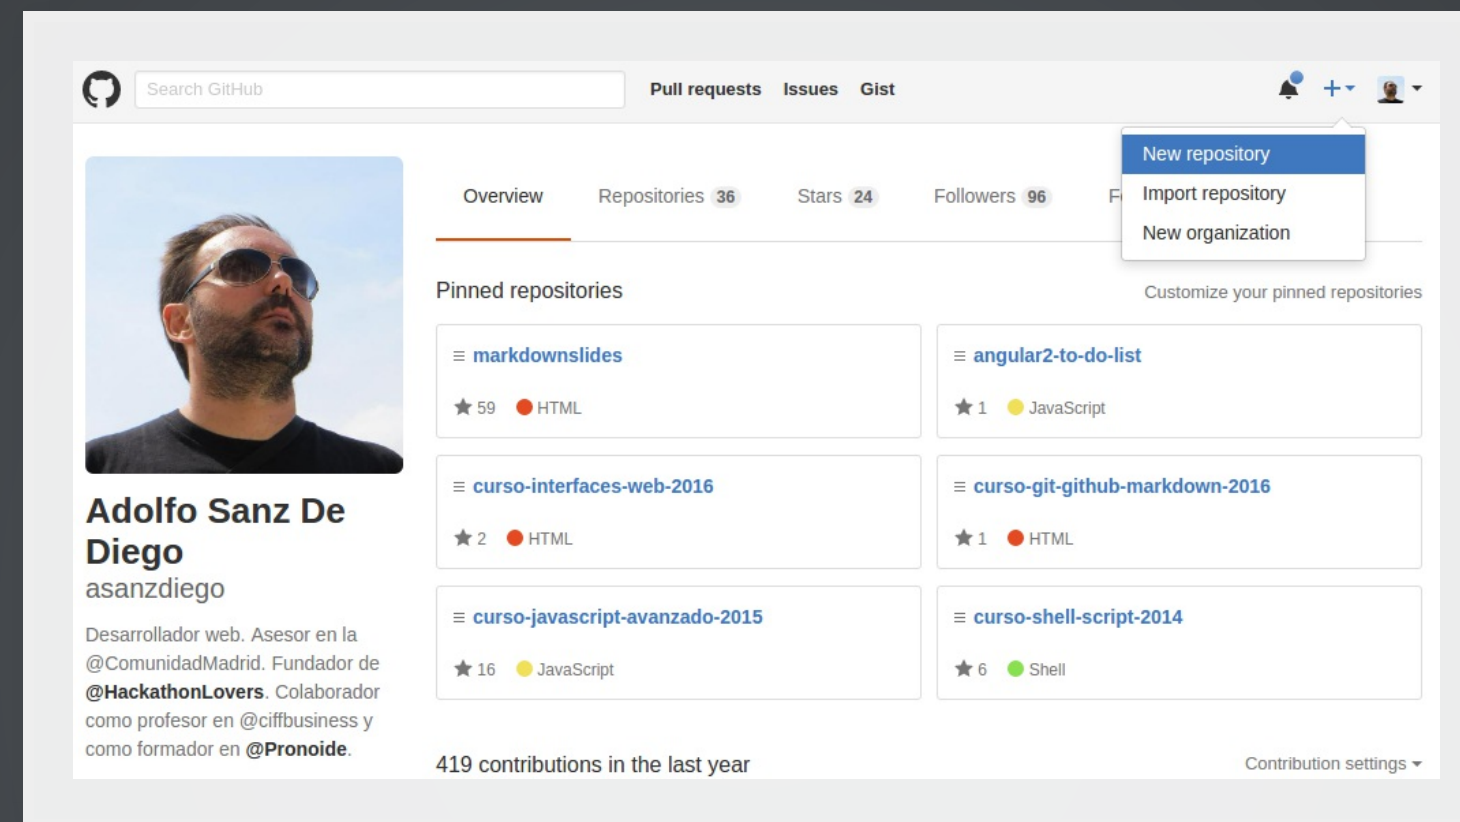 Search GitHub
Pull requests Issues Gist
New repository
Import repository
New organization
Overview Repositories 36 Stars 24 Followers 96
Pinned repositories
Customize your pinned repositories
markdownslides
59 HTML
angular2-to-do-list
1 JavaScript
curso-interfaces-web-2016
2 HTML
curso-git-github-markdown-2016
1 HTML
curso-javascript-avanzado-2015
16 JavaScript
curso-shell-script-2014
6 Shell
Adolfo Sanz De
Diego
asanzdiego
Desarrollador web. Asesor en la
@ComunidadMadrid. Fundador de
@HackathonLovers. Colaborador
como profesor en @ciffbusiness y
como formador en @Pronoide.
419 contributions in the last year
Contribution settings